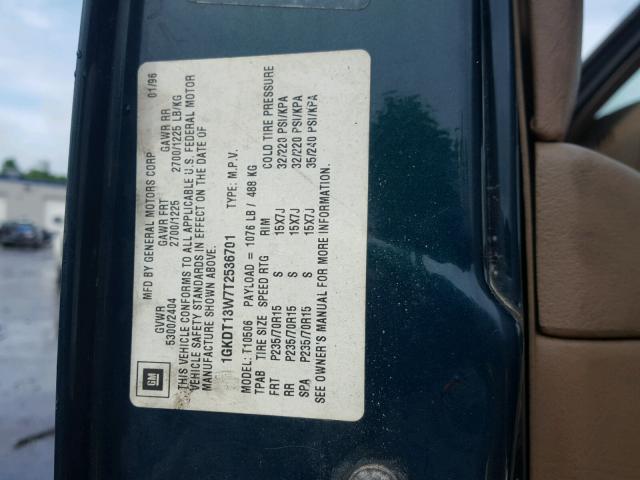 MFD BY GENERAL MOTORS CORP 01/96
GVWR GAWR FRT GAWR RR
5300/2404 2700/1225 2700/1225 LB/KG
THIS VEHICLE CONFORMS TO ALL APPLICABLE U.S. FEDERAL MOTOR
VEHICLE SAFETY STANDARDS IN EFFECT ON THE DATE OF
MANUFACTURE SHOWN ABOVE.
1GKDT13W7T2536701 TYPE: M.P.V.
MODEL: T10506 PAYLOAD = 1076 LB / 488 KG
TPAB TIRE SIZE SPEED RTG RIM COLD TIRE PRESSURE
FRT P235/70R15 S 15X7J 32/220 PSI/KPA
RR P235/70R15 S 15X7J 32/220 PSI/KPA
SPA P235/70R15 S 15X7J 35/240 PSI/KPA
SEE OWNER'S MANUAL FOR MORE INFORMATION.
GM